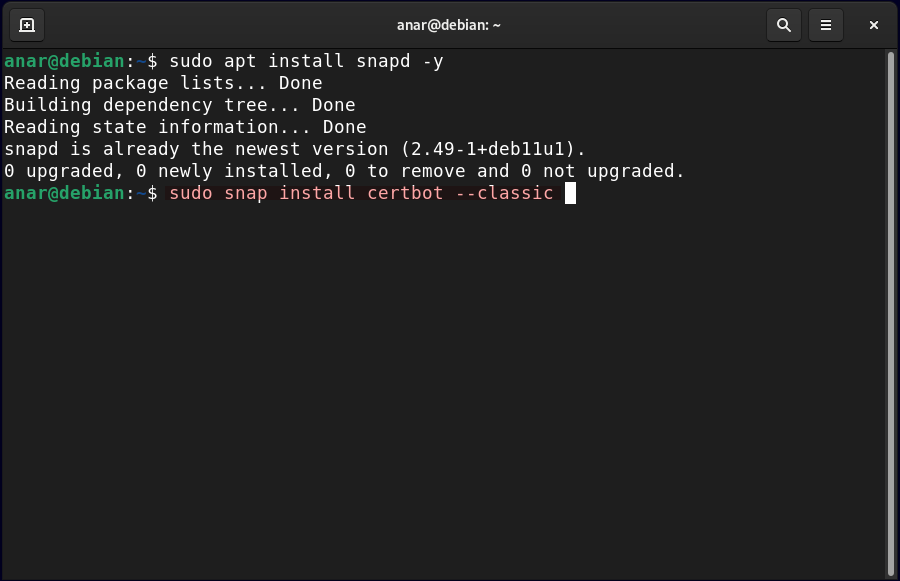 anar@debian: ~
anar@debian:~$ sudo apt install snapd -y
Reading package lists... Done
Building dependency tree... Done
Reading state information... Done
snapd is already the newest version (2.49-1+deb11u1).
0 upgraded, 0 newly installed, 0 to remove and 0 not upgraded.
anar@debian:~$ sudo snap install certbot --classic